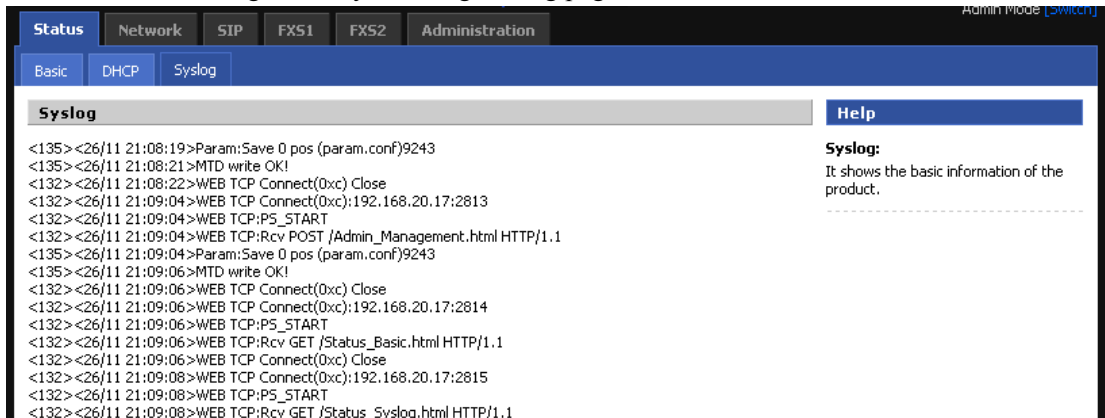 Admin Mode [Switch]
Status Network SIP FXS1 FXS2 Administration
Basic DHCP Syslog
Syslog
<135><26/11 21:08:19>Param:Save 0 pos (param.conf)9243
<135><26/11 21:08:21>MTD write OK!
<132><26/11 21:08:22>WEB TCP Connect(0xc) Close
<132><26/11 21:09:04>WEB TCP Connect(0xc):192.168.20.17:2813
<132><26/11 21:09:04>WEB TCP:PS_START
<132><26/11 21:09:04>WEB TCP:Rcv POST /Admin_Management.html HTTP/1.1
<135><26/11 21:09:04>Param:Save 0 pos (param.conf)9243
<135><26/11 21:09:06>MTD write OK!
<132><26/11 21:09:06>WEB TCP Connect(0xc) Close
<132><26/11 21:09:06>WEB TCP Connect(0xc):192.168.20.17:2814
<132><26/11 21:09:06>WEB TCP:PS_START
<132><26/11 21:09:06>WEB TCP:Rcv GET /Status_Basic.html HTTP/1.1
<132><26/11 21:09:06>WEB TCP Connect(0xc) Close
<132><26/11 21:09:08>WEB TCP Connect(0xc):192.168.20.17:2815
<132><26/11 21:09:08>WEB TCP:PS_START
<132><26/11 21:09:08>WEB TCP:Rcv GET /Status_Syslog.html HTTP/1.1
Help
Syslog:
It shows the basic information of the
product.